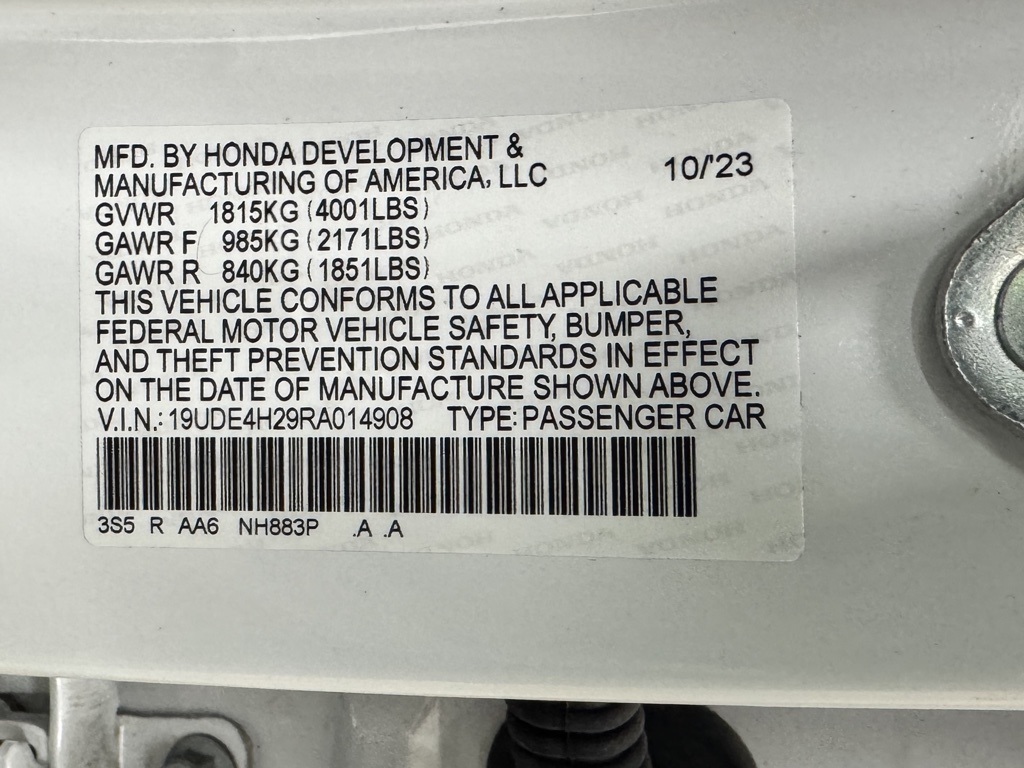 MFD. BY HONDA DEVELOPMENT &
MANUFACTURING OF AMERICA, LLC 10/'23
GVWR 1815KG (4001LBS)
GAWR F 985KG (2171LBS)
GAWR R 840KG (1851LBS)
THIS VEHICLE CONFORMS TO ALL APPLICABLE
FEDERAL MOTOR VEHICLE SAFETY, BUMPER,
AND THEFT PREVENTION STANDARDS IN EFFECT
ON THE DATE OF MANUFACTURE SHOWN ABOVE.
V.I.N.: 19UDE4H29RA014908 TYPE: PASSENGER CAR
3S5 R AA6 NH883P .A .A